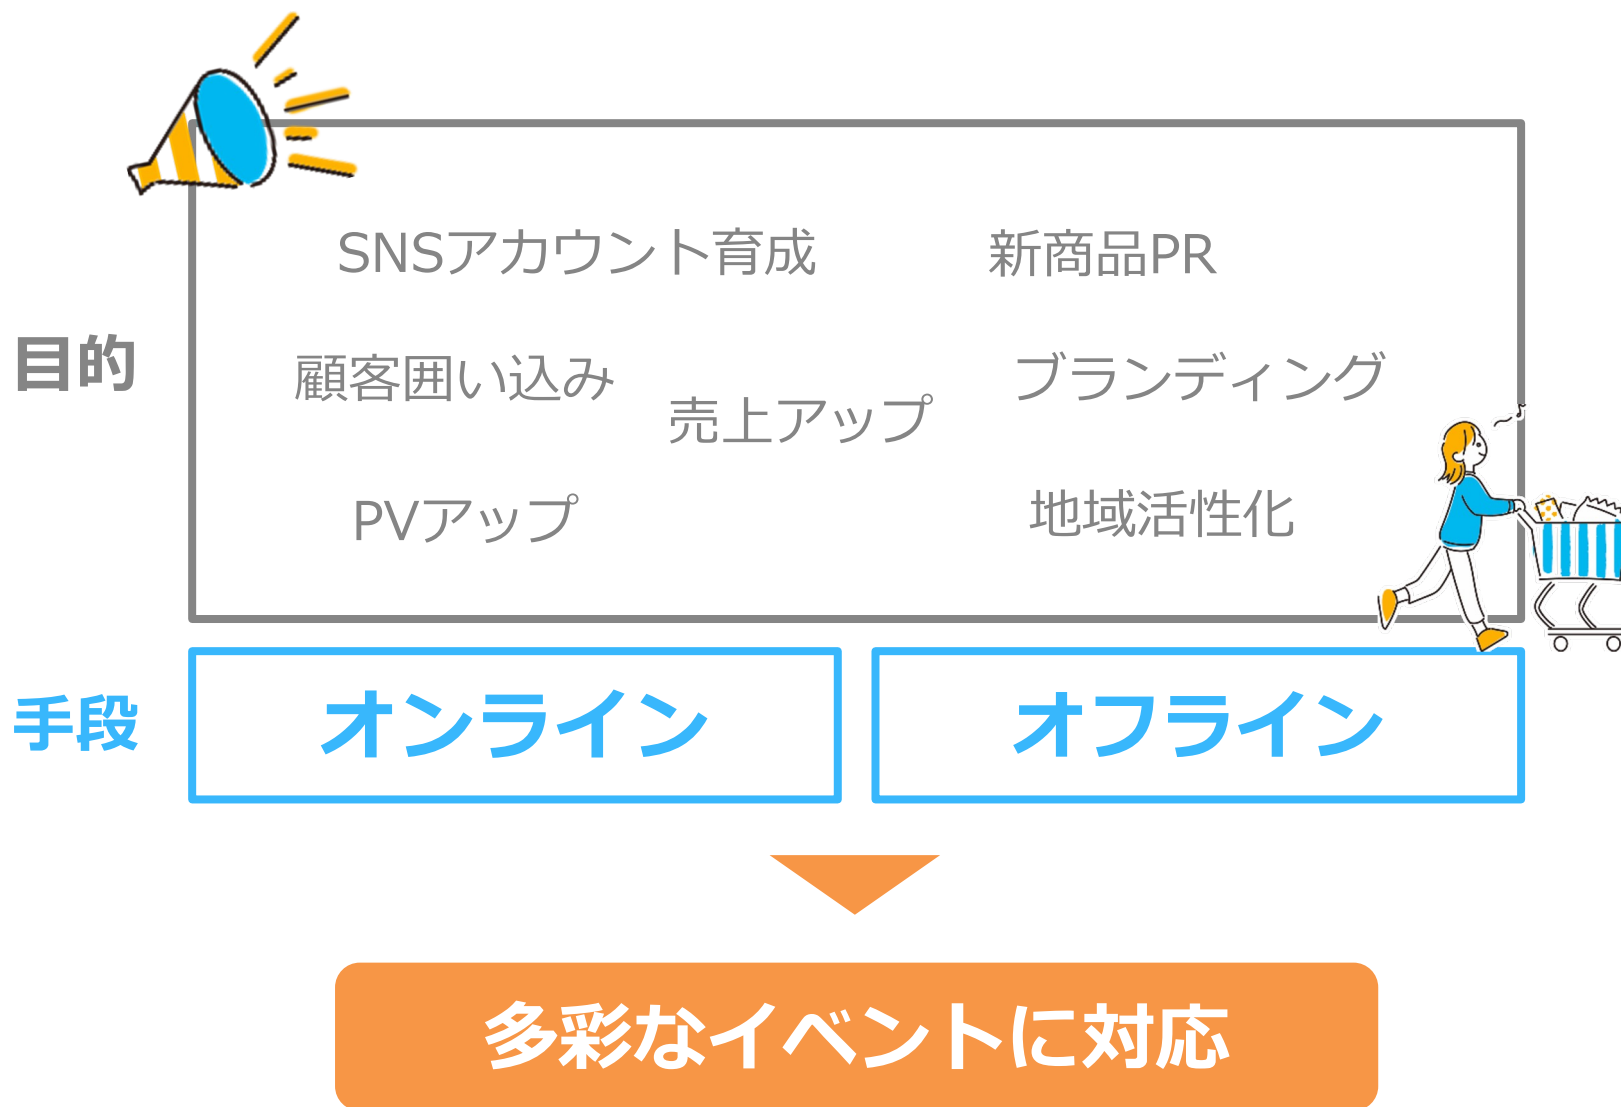 SNSアカウント育成
新商品PR
目的
顧客囲い込み
売上アップ
ブランディング
PVアップ
地域活性化
手段
オンライン
オフライン
多彩なイベントに対応